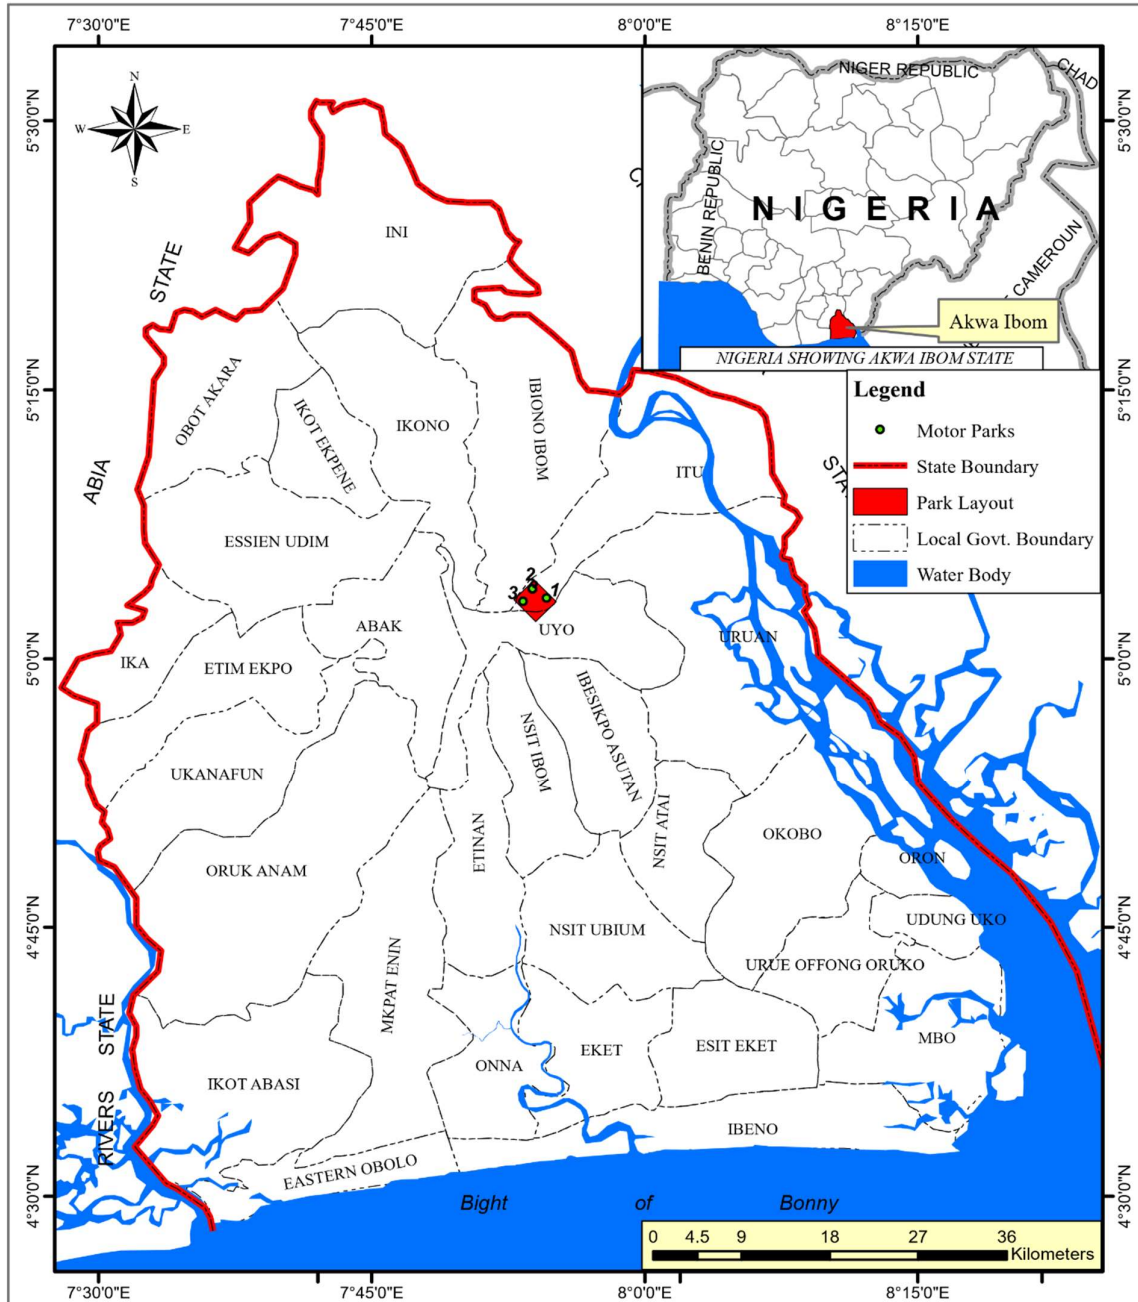 7°30'0"E
7°45'0"E
8°0'0"E
8°15'0"E
5°30'0"N
5°15'0"N
5°0'0"N
4°45'0"N
4°30'0"N
N
W
E
S
NIGER REPUBLIC
CHAD
BENIN REPUBLIC
NIGERIA
CAMEROUN
Akwa Ibom
NIGERIA SHOWING AKWA IBOM STATE
5°30'0"N
5°15'0"N
5°0'0"N
4°45'0"N
4°30'0"N
Legend
Motor Parks
State Boundary
Park Layout
Local Govt. Boundary
Water Body
ABIA STATE
INI
OBOT AKARA
IKOT EKPENE
IKONO
IBIONO IBOM
ITU
ESSIEN UDIM
2
3
1
UYO
ABAK
URUAN
IKA
ETIM EKPO
IBESIKPO ASUTAN
NSIT IBOM
UKANAFUN
ETINAN
NSIT ATAI
OKOBO
ORON
ORUK ANAM
UDUNG UKO
NSIT UBIUM
URUE OFFONG ORUKO
MKPAT ENIN
MBO
ESIT EKET
EKET
ONNA
IKOT ABASI
RIVERS STATE
IBENO
EASTERN OBOLO
Bight of Bonny
0 4.5 9 18 27 36
Kilometers
7°30'0"E
7°45'0"E
8°0'0"E
8°15'0"E